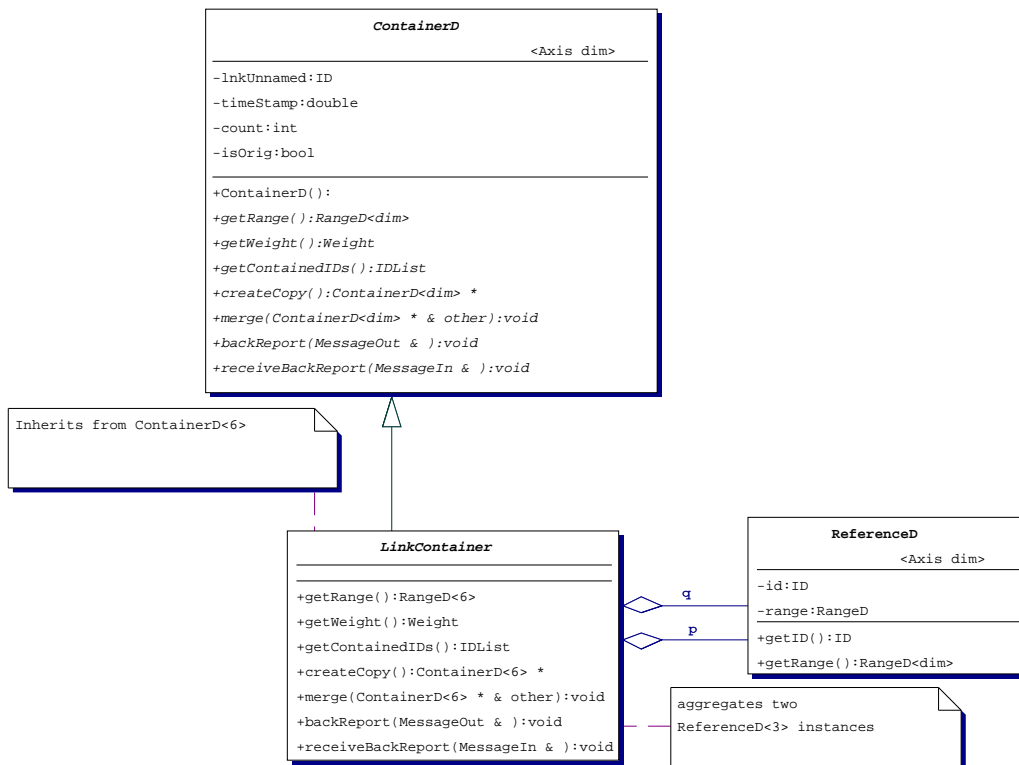 ContainerD
<Axis dim>
-lnkUnnamed:ID
-timeStamp:double
-count:int
-isOrig:bool
+ContainerD():
+getRange():RangeD<dim>
+getWeight():Weight
+getContainedIDs():IDList
+createCopy():ContainerD<dim> *
+merge(ContainerD<dim> * & other):void
+backReport(MessageOut & ):void
+receiveBackReport(MessageIn & ):void
Inherits from ContainerD<6>
LinkContainer
+getRange():RangeD<6>
+getWeight():Weight
+getContainedIDs():IDList
+createCopy():ContainerD<6> *
+merge(ContainerD<6> * & other):void
+backReport(MessageOut & ):void
+receiveBackReport(MessageIn & ):void
q
p
ReferenceD
<Axis dim>
-id:ID
-range:RangeD
+getID():ID
+getRange():RangeD<dim>
aggregates two
ReferenceD<3> instances